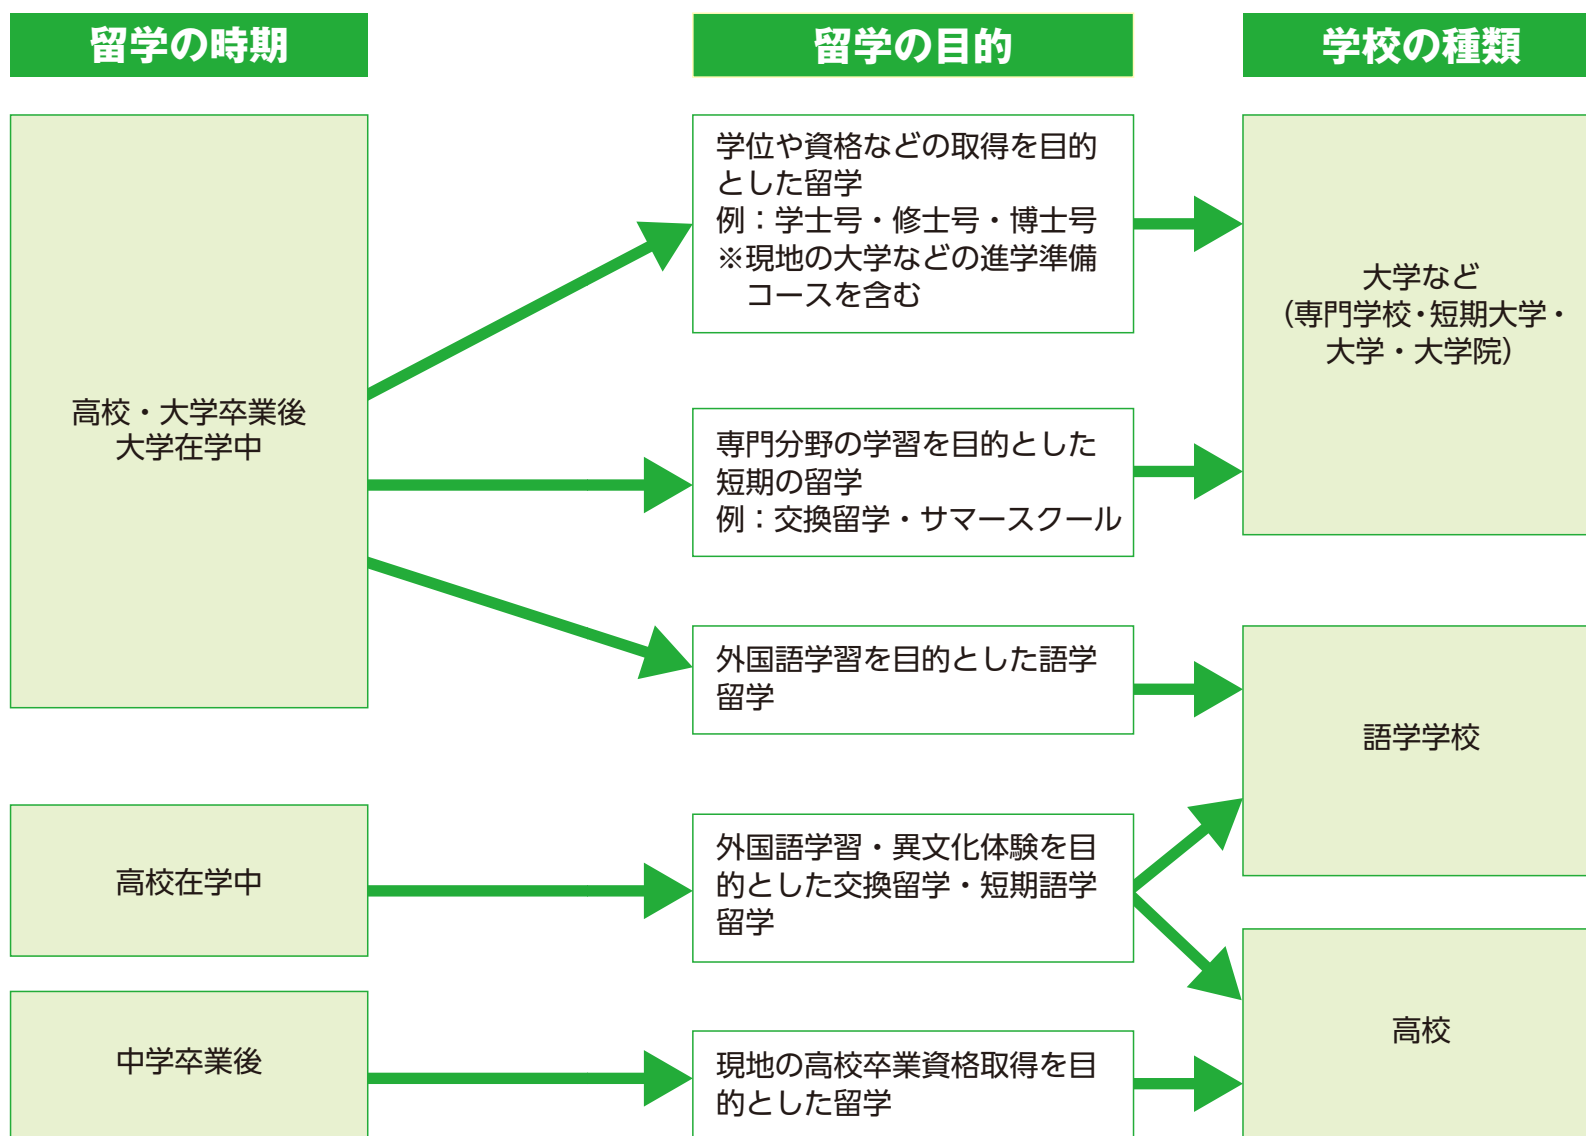 留学の時期
留学の目的
学校の種類
高校・大学卒業後
大学在学中
学位や資格などの取得を目的
とした留学
例：学士号・修士号・博士号
※現地の大学などの進学準備
コースを含む
大学など
（専門学校・短期大学・
大学・大学院）
専門分野の学習を目的とした
短期の留学
例：交換留学・サマースクール
外国語学習を目的とした語学
留学
語学学校
高校在学中
外国語学習・異文化体験を目
的とした交換留学・短期語学
留学
高校
中学卒業後
現地の高校卒業資格取得を目
的とした留学